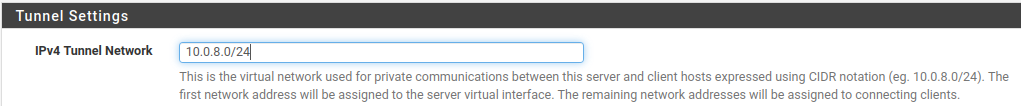 Tunnel Settings
IPv4 Tunnel Network
10.0.8.0/24
This is the virtual network used for private communications between this server and client hosts expressed using CIDR notation (eg. 10.0.8.0/24). The
first network address will be assigned to the server virtual interface. The remaining network addresses will be assigned to connecting clients.